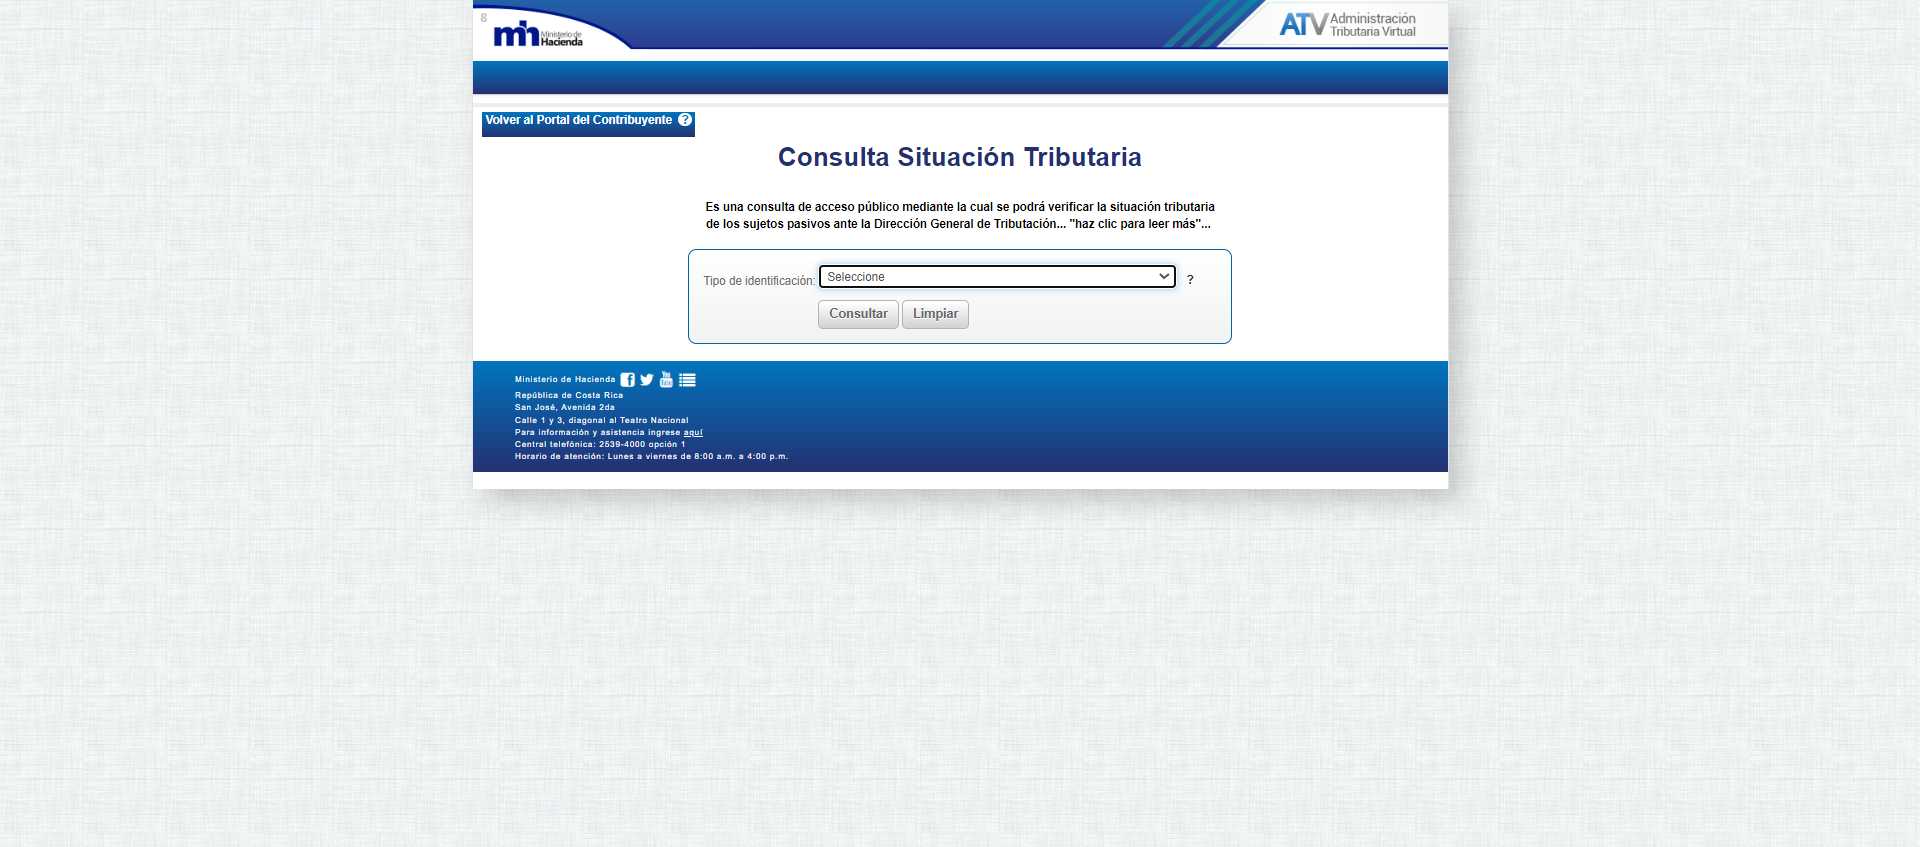 8
mh Ministerio de
Hacienda
ATV Administración
Tributaria Virtual
Volver al Portal del Contribuyente ?
Consulta Situación Tributaria
Es una consulta de acceso público mediante la cual se podrá verificar la situación tributaria
de los sujetos pasivos ante la Dirección General de Tributación... "haz clic para leer más"...
Tipo de identificación: Seleccione ?
Consultar Limpiar
Ministerio de Hacienda
República de Costa Rica
San José, Avenida 2da
Calle 1 y 3, diagonal al Teatro Nacional
Para información y asistencia ingrese aquí
Central telefónica: 2539-4000 opción 1
Horario de atención: Lunes a viernes de 8:00 a.m. a 4:00 p.m.